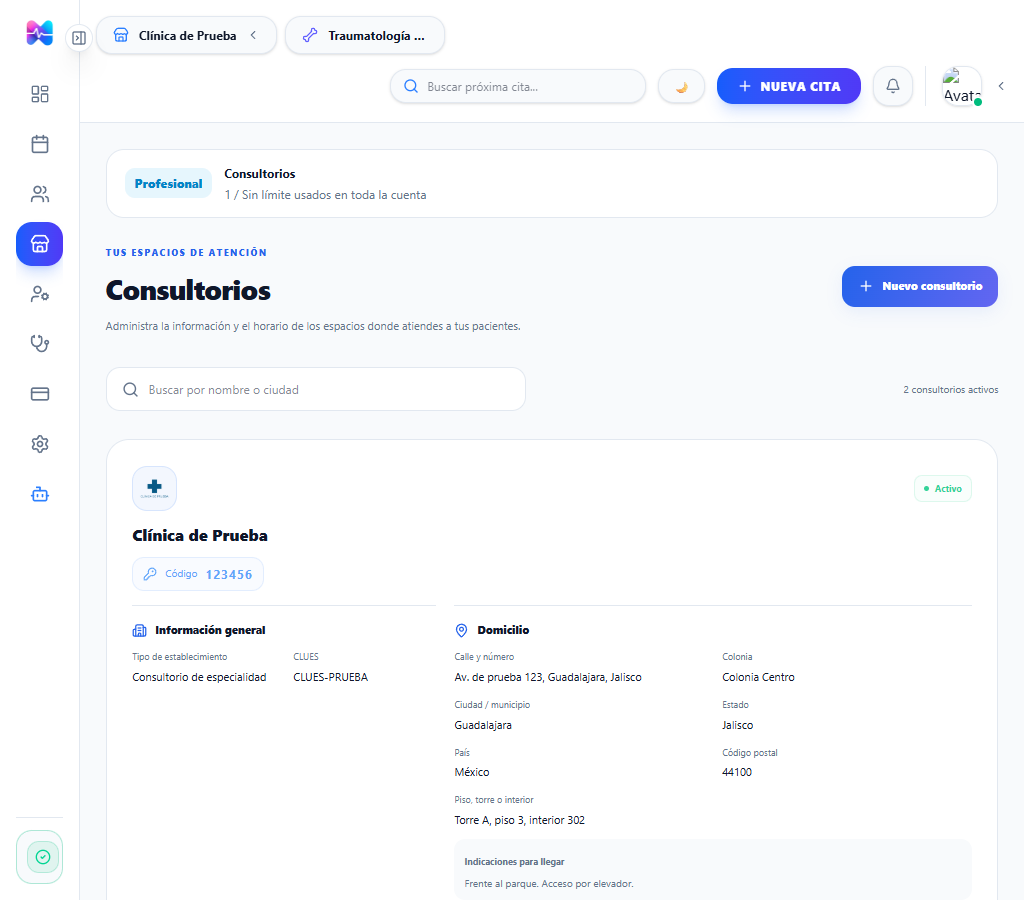 Clínica de Prueba
Traumatología ...
Buscar próxima cita...
NUEVA CITA
Avata
Profesional
Consultorios
1 / Sin límite usados en toda la cuenta
TUS ESPACIOS DE ATENCIÓN
Consultorios
Nuevo consultorio
Administra la información y el horario de los espacios donde atiendes a tus pacientes.
Buscar por nombre o ciudad
2 consultorios activos
Activo
Clínica de Prueba
Código 123456
Información general
Domicilio
Tipo de establecimiento
CLUES
Calle y número
Colonia
Consultorio de especialidad
CLUES-PRUEBA
Av. de prueba 123, Guadalajara, Jalisco
Colonia Centro
Ciudad / municipio
Estado
Guadalajara
Jalisco
País
Código postal
México
44100
Piso, torre o interior
Torre A, piso 3, interior 302
Indicaciones para llegar
Frente al parque. Acceso por elevador.